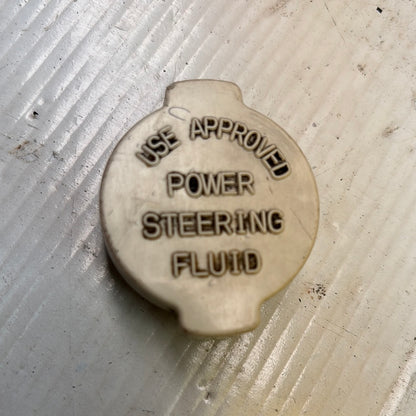 USE APPROVED
POWER
STEERING
FLUID